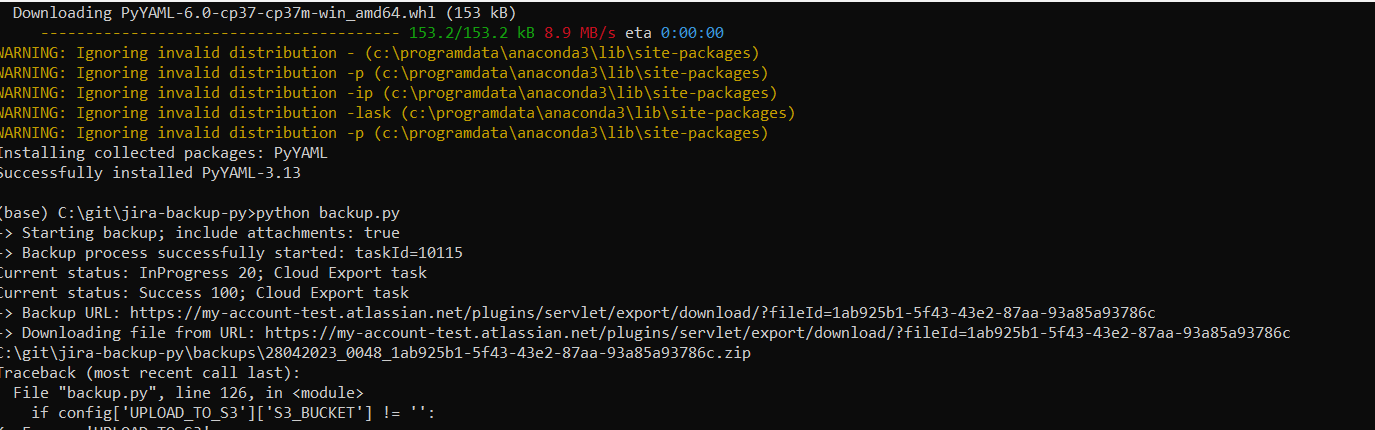 Downloading PyYAML-6.0-cp37-cp37m-win_amd64.whl (153 kB)
---------------------------------------- 153.2/153.2 kB 8.9 MB/s eta 0:00:00
WARNING: Ignoring invalid distribution - (c:\programdata\anaconda3\lib\site-packages)
WARNING: Ignoring invalid distribution -p (c:\programdata\anaconda3\lib\site-packages)
WARNING: Ignoring invalid distribution -ip (c:\programdata\anaconda3\lib\site-packages)
WARNING: Ignoring invalid distribution -lask (c:\programdata\anaconda3\lib\site-packages)
WARNING: Ignoring invalid distribution -p (c:\programdata\anaconda3\lib\site-packages)
Installing collected packages: PyYAML
Successfully installed PyYAML-3.13
(base) C:\git\jira-backup-py>python backup.py
-> Starting backup; include attachments: true
-> Backup process successfully started: taskId=10115
Current status: InProgress 20; Cloud Export task
Current status: Success 100; Cloud Export task
-> Backup URL: https://my-account-test.atlassian.net/plugins/servlet/export/download/?fileId=1ab925b1-5f43-43e2-87aa-93a85a93786c
-> Downloading file from URL: https://my-account-test.atlassian.net/plugins/servlet/export/download/?fileId=1ab925b1-5f43-43e2-87aa-93a85a93786c
C:\git\jira-backup-py\backups\28042023_0048_1ab925b1-5f43-43e2-87aa-93a85a93786c.zip
Traceback (most recent call last):
File "backup.py", line 126, in <module>
if config['UPLOAD_TO_S3']['S3_BUCKET'] != '':